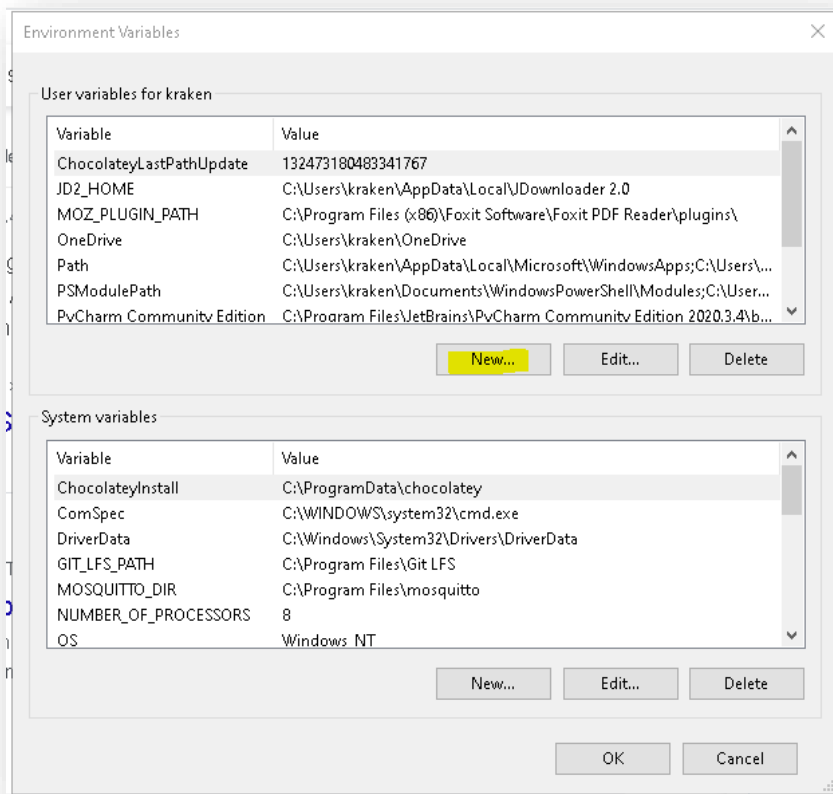 Environment Variables
User variables for kraken
Variable Value
ChocolateyLastPathUpdate 132473180483341767
JD2_HOME C:\Users\kraken\AppData\Local\JDownloader 2.0
MOZ_PLUGIN_PATH C:\Program Files (x86)\Foxit Software\Foxit PDF Reader\plugins\
OneDrive C:\Users\kraken\OneDrive
Path C:\Users\kraken\AppData\Local\Microsoft\WindowsApps;C:\Users\...
PSModulePath C:\Users\kraken\Documents\WindowsPowerShell\Modules;C:\User...
PyCharm Community Edition C:\Program Files\JetBrains\PyCharm Community Edition 2020.3.4\b...
New... Edit... Delete
System variables
Variable Value
ChocolateyInstall C:\ProgramData\chocolatey
ComSpec C:\WINDOWS\system32\cmd.exe
DriverData C:\Windows\System32\Drivers\DriverData
GIT_LFS_PATH C:\Program Files\Git LFS
MOSQUITTO_DIR C:\Program Files\mosquitto
NUMBER_OF_PROCESSORS 8
OS Windows_NT
New... Edit... Delete
OK Cancel